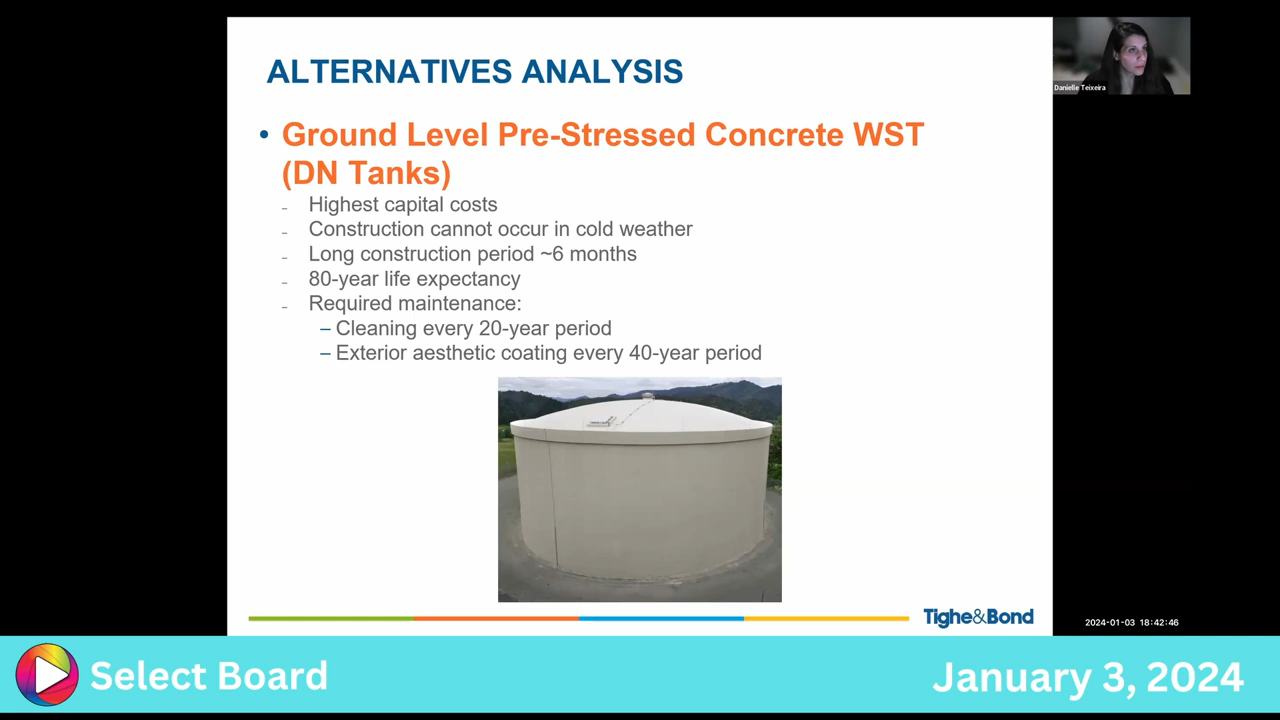 ALTERNATIVES ANALYSIS
• Ground Level Pre-Stressed Concrete WST
(DN Tanks)
- Highest capital costs
- Construction cannot occur in cold weather
- Long construction period ~6 months
- 80-year life expectancy
- Required maintenance:
– Cleaning every 20-year period
– Exterior aesthetic coating every 40-year period
Tighe&Bond
Danielle Teixeira
2024-01-03 18:42:46
Select Board
January 3, 2024